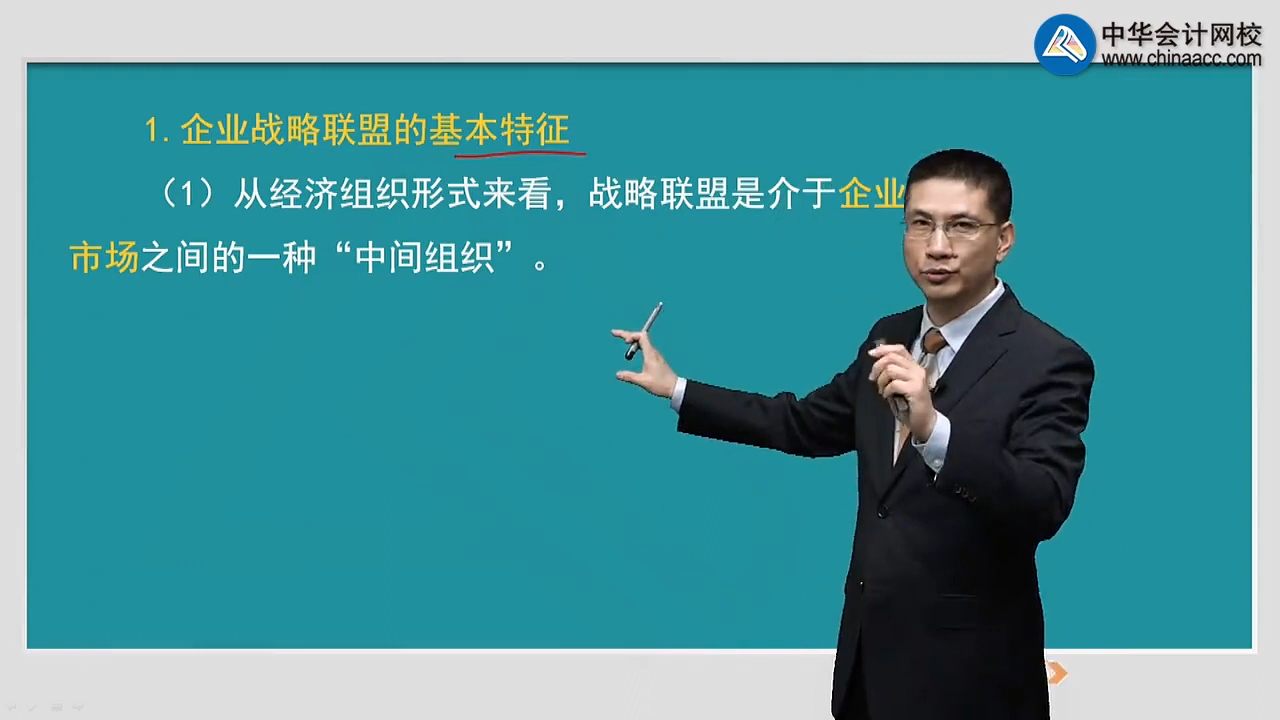 中华会计网校
www.chinaacc.com
1.企业战略联盟的基本特征
（1）从经济组织形式来看，战略联盟是介于企业
市场之间的一种“中间组织”。